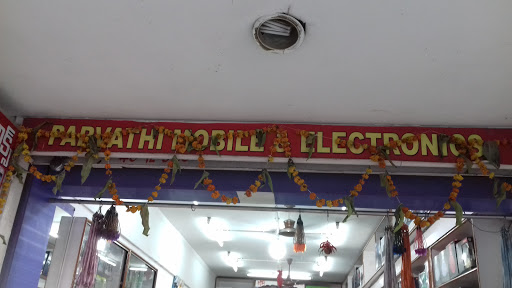 PARVATHI MOBILE & ELECTRONICS